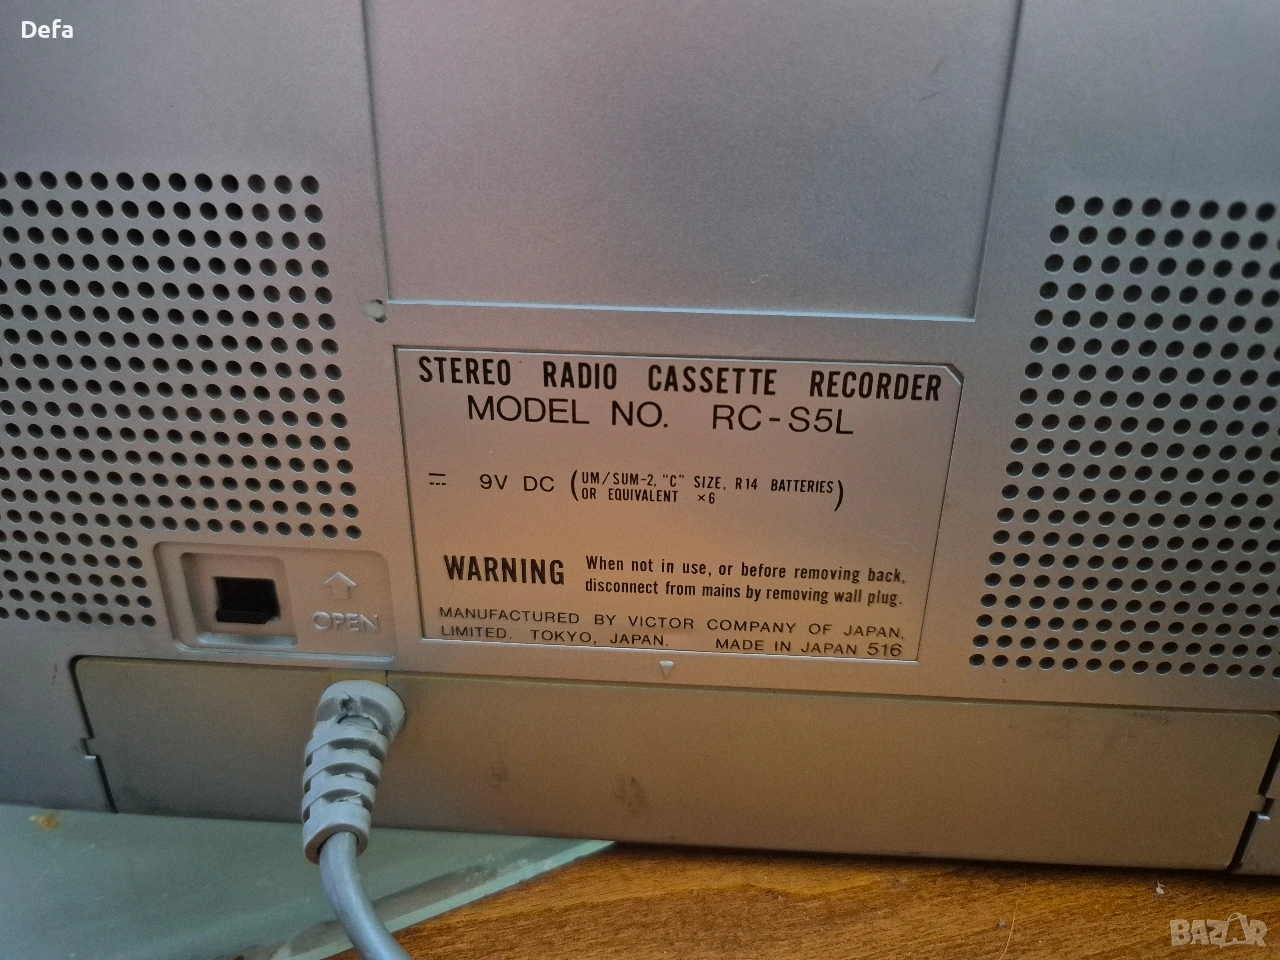 Defa
STEREO RADIO CASSETTE RECORDER
MODEL NO. RC-S5L
9V DC (UM/SUM-2, "C" SIZE, R14 BATTERIES
OR EQUIVALENT ×6)
WARNING When not in use, or before removing back,
disconnect from mains by removing wall plug.
MANUFACTURED BY VICTOR COMPANY OF JAPAN,
LIMITED. TOKYO, JAPAN. MADE IN JAPAN 516
OPEN
BAZAR